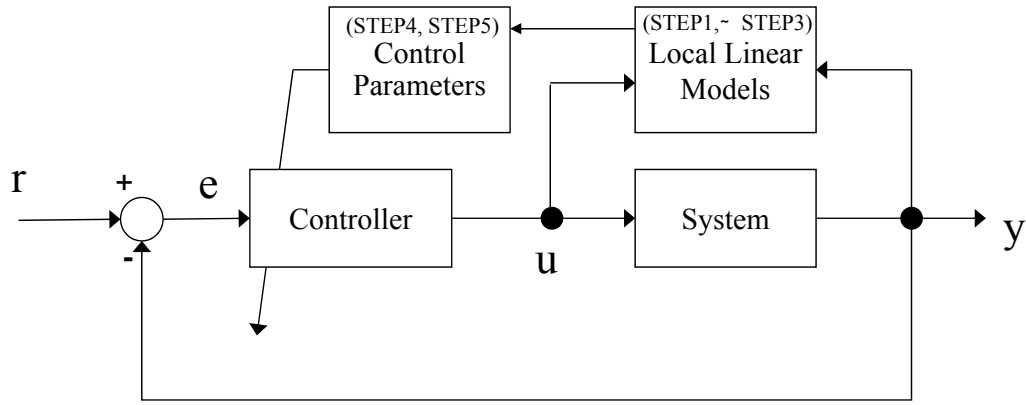 (STEP4, STEP5)
Control
Parameters
(STEP1,~ STEP3)
Local Linear
Models
r
+
-
e
Controller
u
System
y